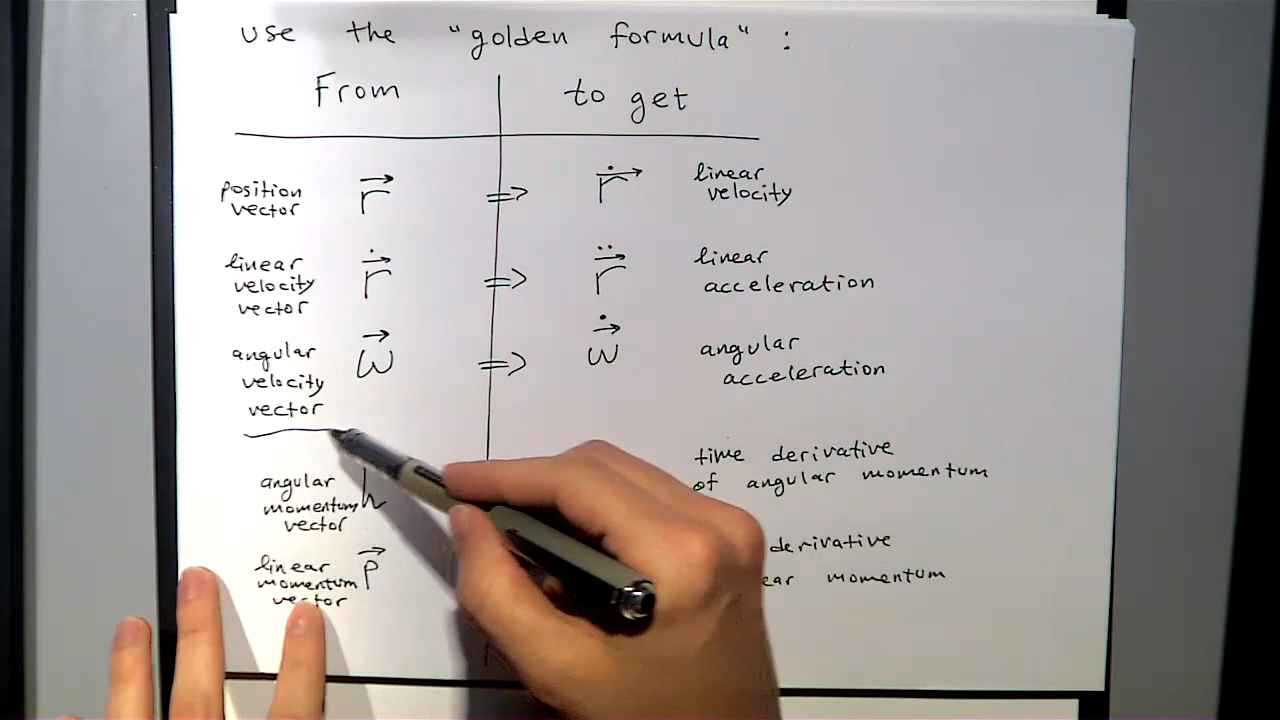 use the "golden formula" :
From to get
position vector r⃗ ⇒ ṙ⃗ linear velocity
linear velocity vector ṙ⃗ ⇒ r̈⃗ linear acceleration
angular velocity vector ω⃗ ⇒ ω̇⃗ angular acceleration
angular momentum vector h time derivative of angular momentum
linear momentum vector p⃗ derivative momentum